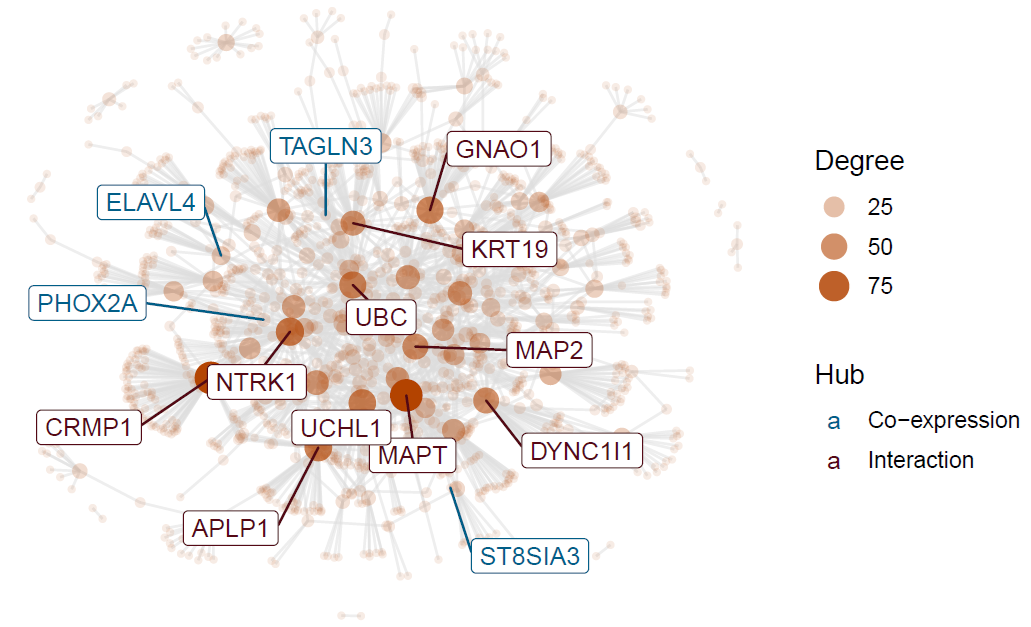 TAGLN3
GNAO1
ELAVL4
KRT19
PHOX2A
UBC
MAP2
NTRK1
CRMP1
UCHL1
MAPT
DYNC1I1
APLP1
ST8SIA3
Degree
25
50
75
Hub
a Co−expression
a Interaction